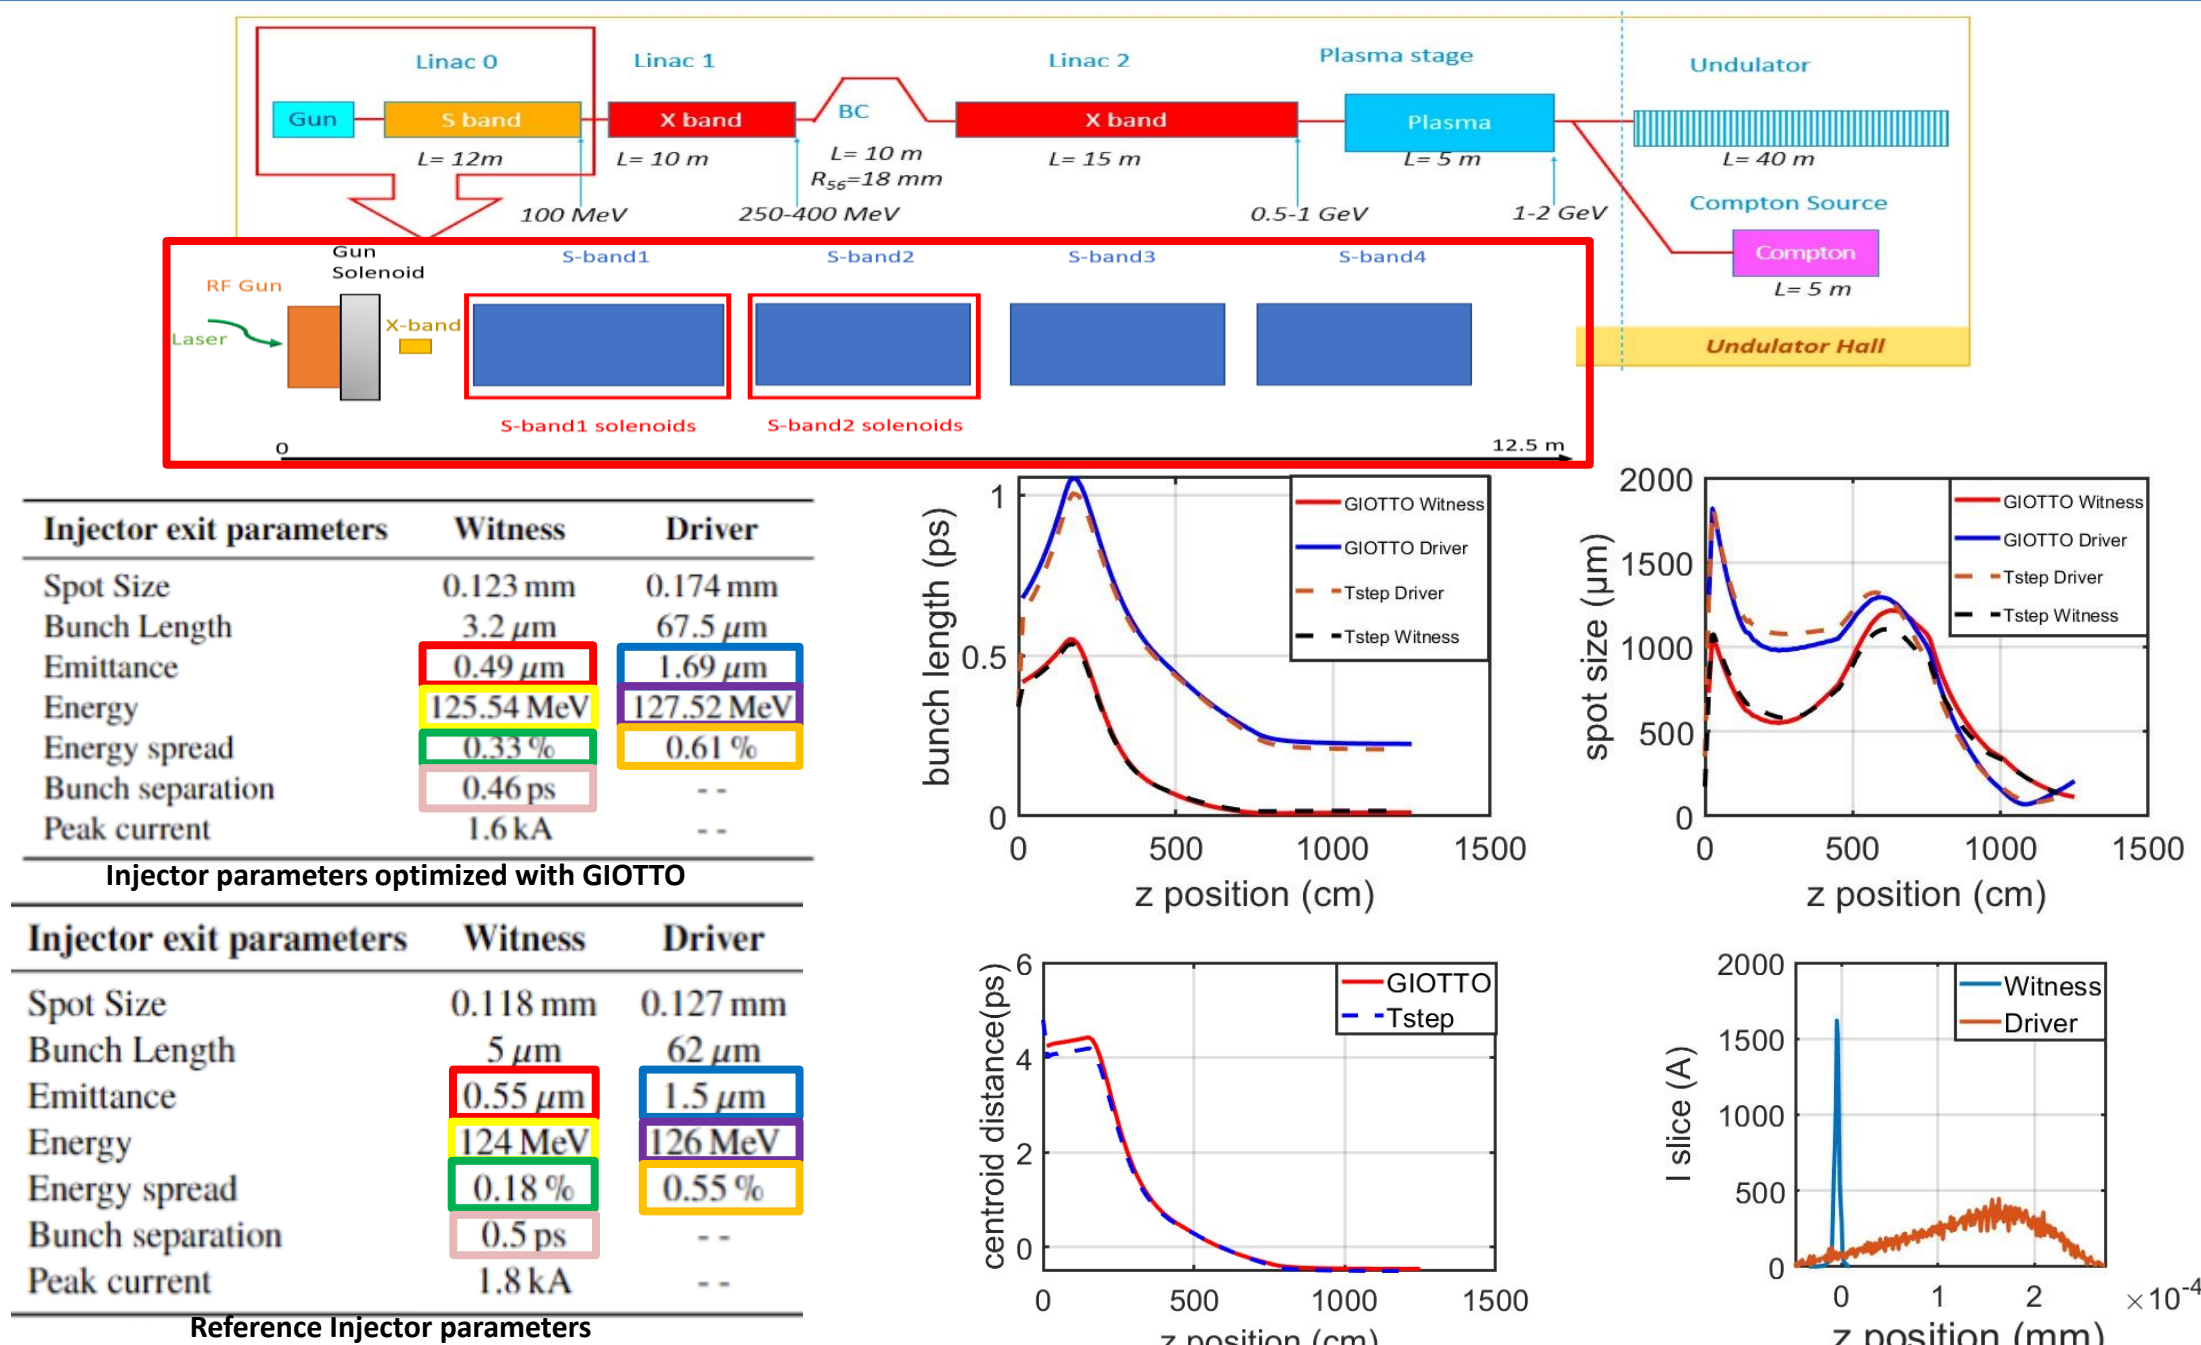 Linac 0
Linac 1
Linac 2
Plasma stage
Undulator
Gun
S band
X band
BC
X band
Plasma
L= 12m
L= 10 m
L= 10 m
R56=18 mm
L= 15 m
L= 5 m
L= 40 m
100 MeV
250-400 MeV
0.5-1 GeV
1-2 GeV
Compton Source
Compton
L= 5 m
Undulator Hall
Gun
Solenoid
S-band1
S-band2
S-band3
S-band4
RF Gun
Laser
X-band
S-band1 solenoids
S-band2 solenoids
0
12.5 m
Injector exit parameters Witness Driver
Spot Size 0.123 mm 0.174 mm
Bunch Length 3.2 μm 67.5 μm
Emittance 0.49 μm 1.69 μm
Energy 125.54 MeV 127.52 MeV
Energy spread 0.33 % 0.61 %
Bunch separation 0.46 ps - -
Peak current 1.6 kA - -
Injector parameters optimized with GIOTTO
Injector exit parameters Witness Driver
Spot Size 0.118 mm 0.127 mm
Bunch Length 5 μm 62 μm
Emittance 0.55 μm 1.5 μm
Energy 124 MeV 126 MeV
Energy spread 0.18 % 0.55 %
Bunch separation 0.5 ps - -
Peak current 1.8 kA - -
Reference Injector parameters
bunch length (ps)
1
0.5
0
0 500 1000 1500
z position (cm)
GIOTTO Witness
GIOTTO Driver
Tstep Driver
Tstep Witness
spot size (μm)
2000
1500
1000
500
0
0 500 1000 1500
z position (cm)
GIOTTO Witness
GIOTTO Driver
Tstep Driver
Tstep Witness
centroid distance(ps)
6
4
2
0
0 500 1000 1500
z position (cm)
GIOTTO
Tstep
I slice (A)
2000
1500
1000
500
0
0 1 2 ×10-4
z position (mm)
Witness
Driver